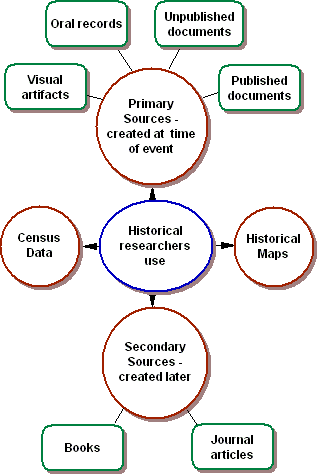 Oral records
Unpublished
documents
Visual
artifacts
Published
documents
Primary
Sources -
created at time
of event
Census
Data
Historical
researchers
use
Historical
Maps
Secondary
Sources -
created later
Books
Journal
articles